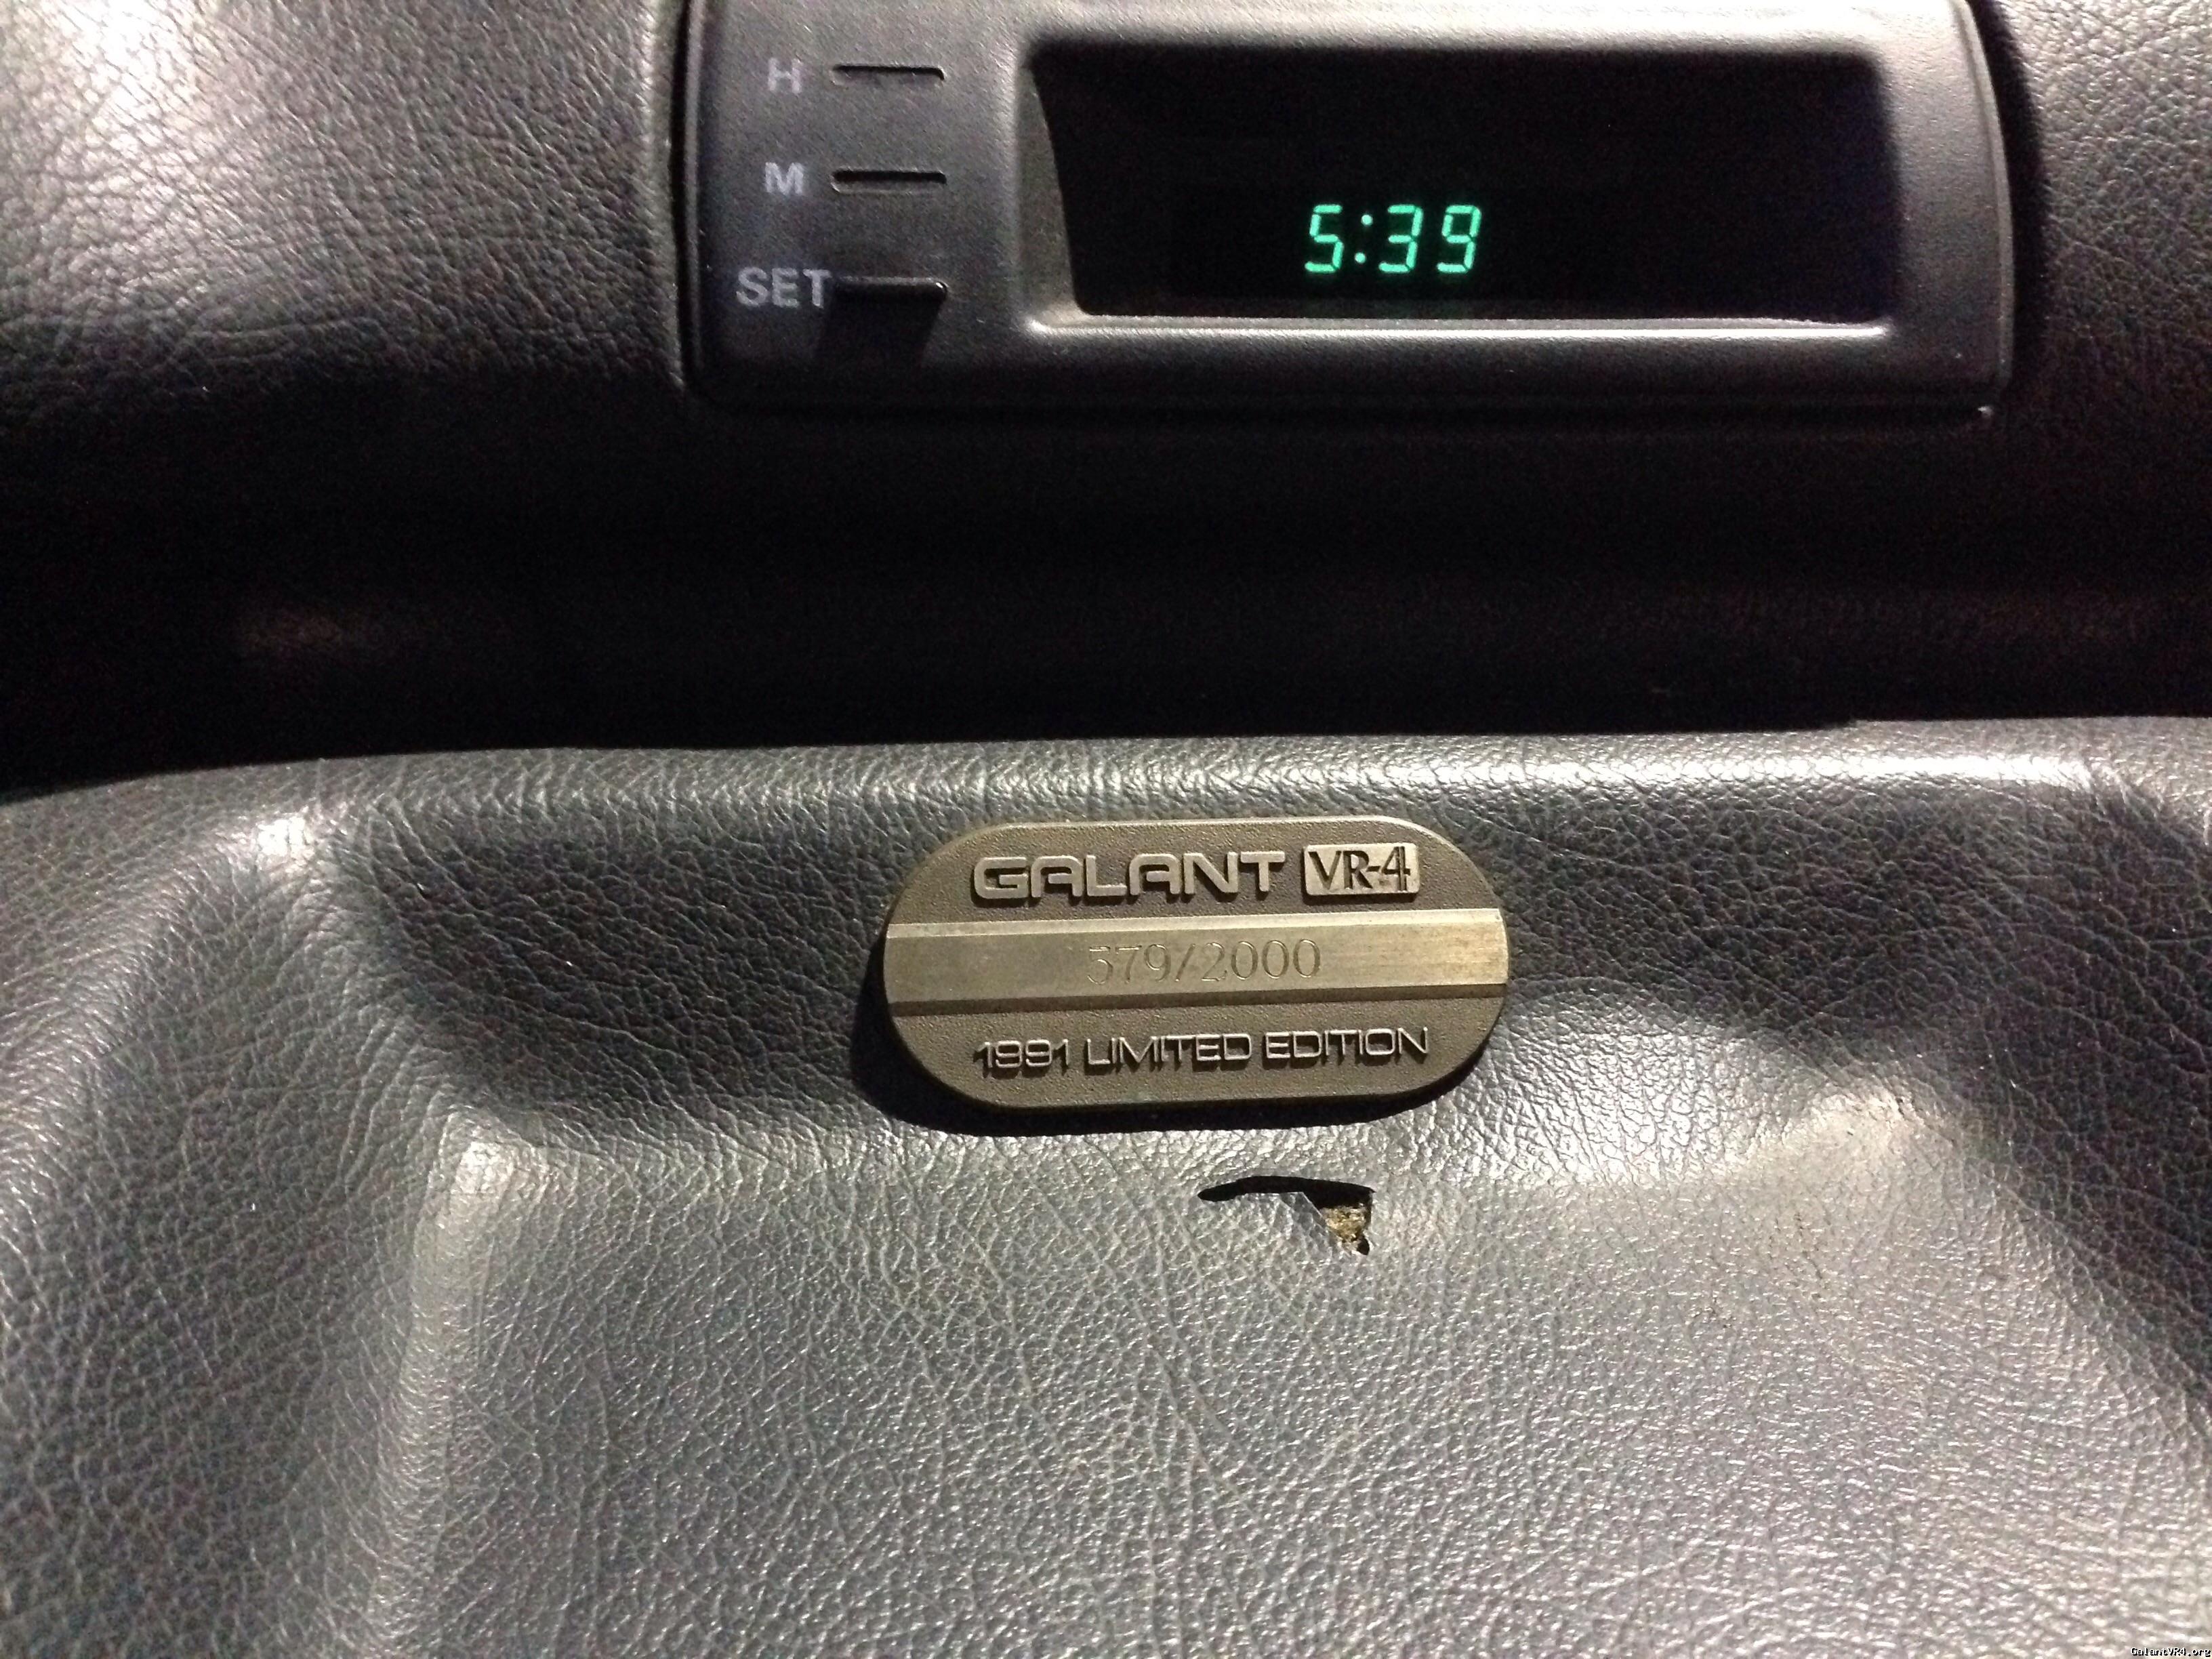 H
M
SET
5:39
GALANT VR-4
379/2000
1991 LIMITED EDITION
GalantVR4.org